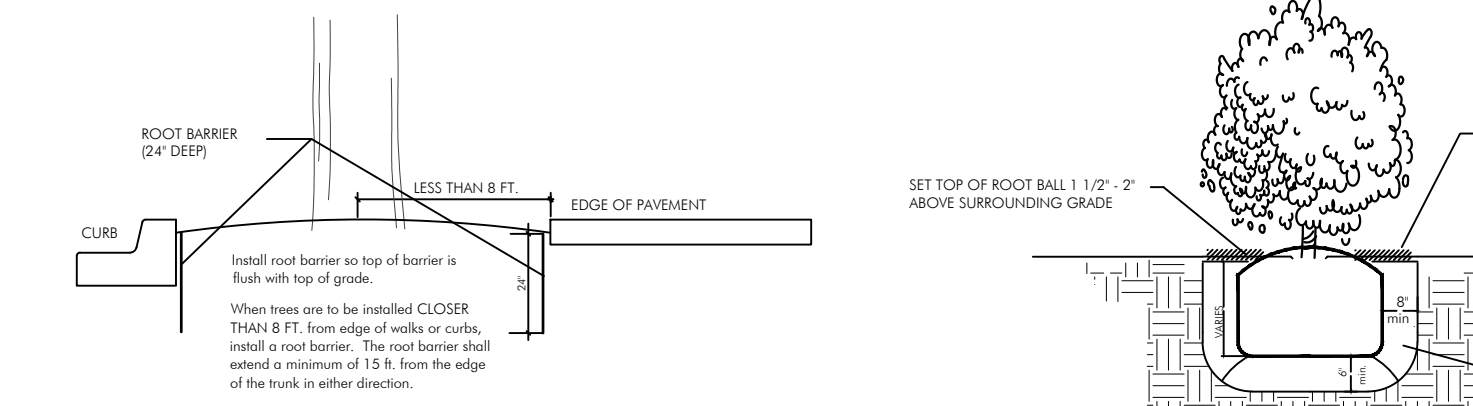 ROOT BARRIER
(24" DEEP)
LESS THAN 8 FT.
EDGE OF PAVEMENT
CURB
24"
Install root barrier so top of barrier is
flush with top of grade.
When trees are to be installed CLOSER
THAN 8 FT. from edge of walks or curbs,
install a root barrier. The root barrier shall
extend a minimum of 15 ft. from the edge
of the trunk in either direction.
SET TOP OF ROOT BALL 1 1/2" - 2"
ABOVE SURROUNDING GRADE
VARIES
8"
min
6"
min.